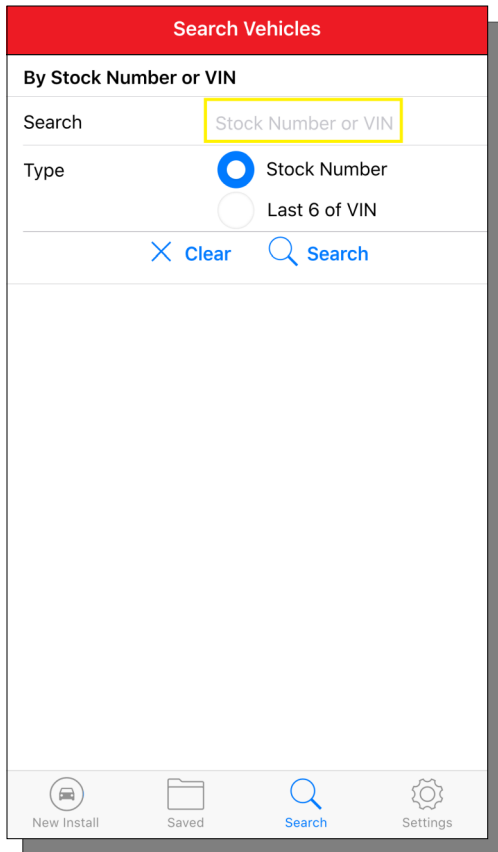 Search Vehicles
By Stock Number or VIN
Search Stock Number or VIN
Type Stock Number
Last 6 of VIN
Clear Search
New Install Saved Search Settings